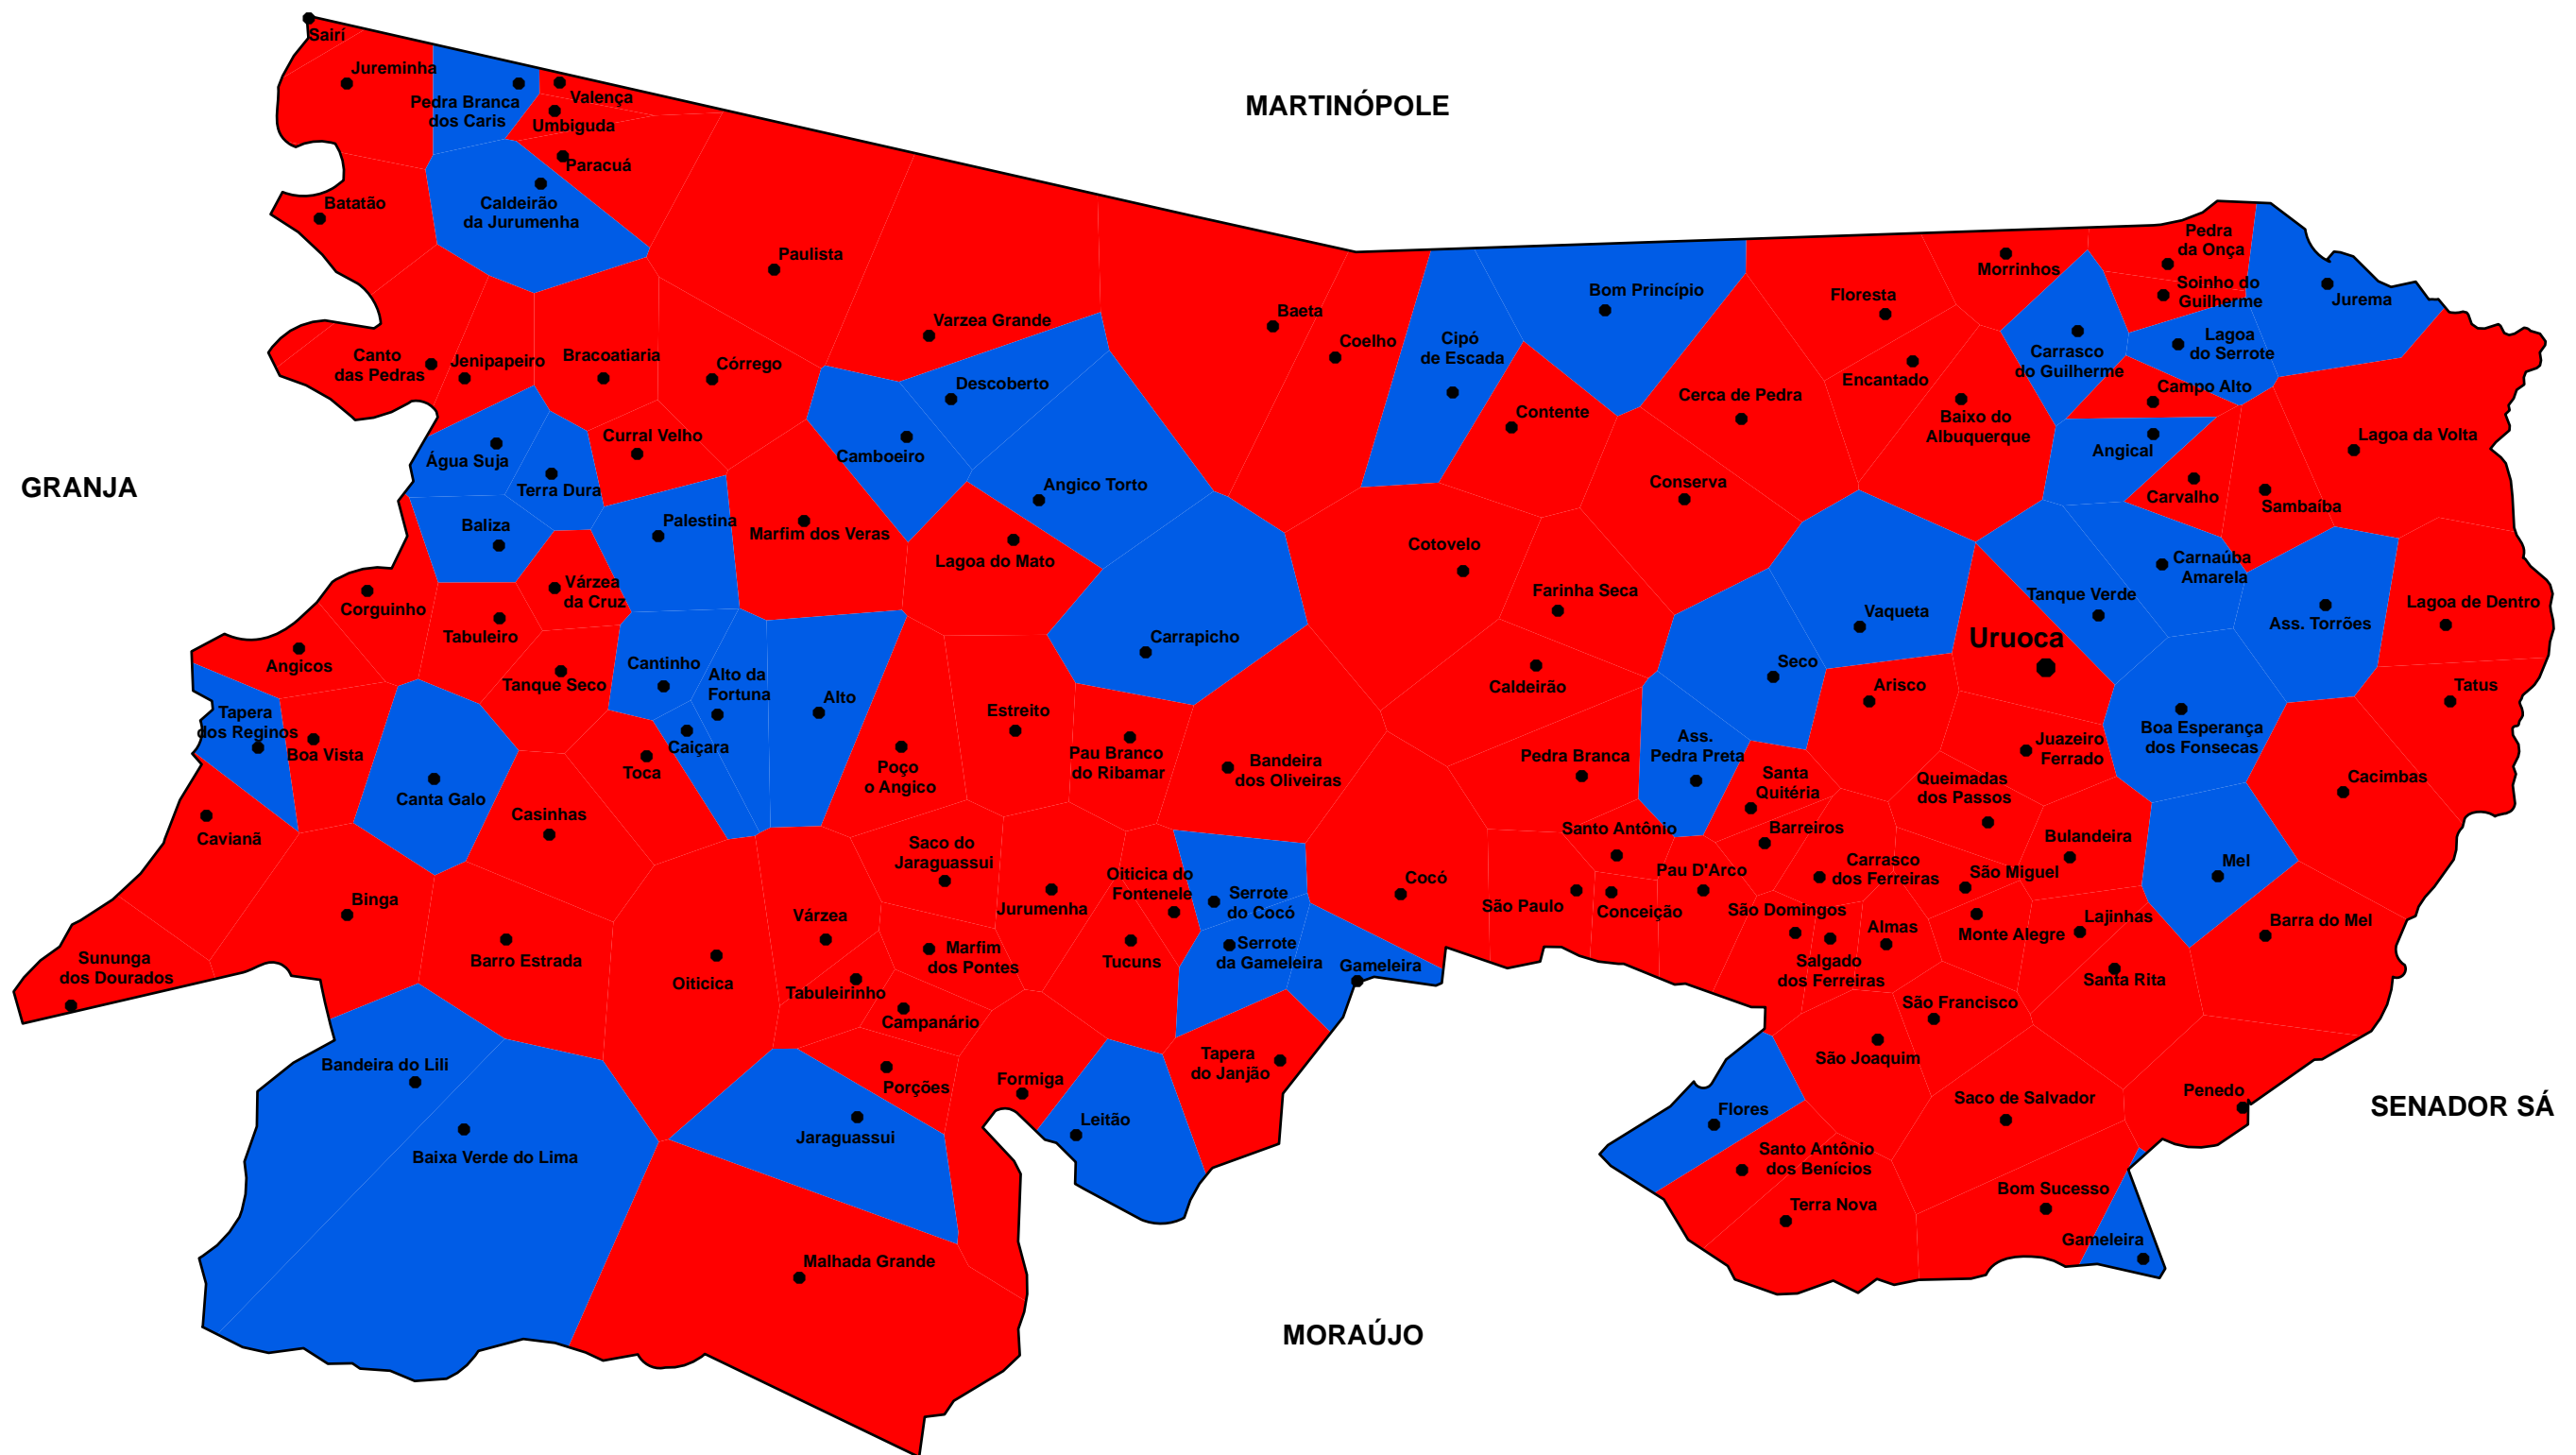 Sairí
Jureminha
Pedra Branca
dos Caris
Valença
Umbiguda
Paracuá
MARTINÓPOLE
Batatão
Caldeirão
da Jurumenha
Paulista
Varzea Grande
Baeta
Coelho
Cipó
de Escada
Bom Princípio
Floresta
Morrinhos
Pedra
da Onça
Soinho do
Guilherme
Jurema
Canto
das Pedras
Jenipapeiro
Bracoatiaria
Córrego
Descoberto
Contente
Cerca de Pedra
Encantado
Baixo do
Albuquerque
Carrasco
do Guilherme
Lagoa
do Serrote
Campo Alto
Angical
Lagoa da Volta
GRANJA
Água Suja
Terra Dura
Curral Velho
Camboeiro
Angico Torto
Conserva
Carvalho
Sambaíba
Baliza
Palestina
Marfim dos Veras
Lagoa do Mato
Cotovelo
Farinha Seca
Carnaúba
Amarela
Tanque Verde
Ass. Torrões
Lagoa de Dentro
Corguinho
Várzea
da Cruz
Tabuleiro
Angicos
Tanque Seco
Cantinho
Alto da
Fortuna
Alto
Carrapicho
Caldeirão
Vaqueta
Seco
Uruoca
Arisco
Tatus
Tapera
dos Reginos
Boa Vista
Canta Galo
Toca
Caiçara
Poço
o Angico
Estreito
Pau Branco
do Ribamar
Bandeira
dos Oliveiras
Pedra Branca
Ass.
Pedra Preta
Santa
Quitéria
Juazeiro
Ferrado
Queimadas
dos Passos
Boa Esperança
dos Fonsecas
Cacimbas
Cavianã
Casinhas
Saco do
Jaraguassui
Oiticica do
Fontenele
Serrote
do Cocó
Cocó
Santo Antônio
Barreiros
Pau D'Arco
Carrasco
dos Ferreiras
São Miguel
Bulandeira
Mel
Binga
Várzea
Jurumenha
São Paulo
Conceição
São Domingos
Almas
Monte Alegre
Lajinhas
Barra do Mel
Sununga
dos Dourados
Barro Estrada
Oiticica
Marfim
dos Pontes
Tucuns
Serrote
da Gameleira
Gameleira
Salgado
dos Ferreiras
Santa Rita
Tabuleirinho
Campanário
São Francisco
Bandeira do Lili
Porções
Formiga
Tapera
do Janjão
São Joaquim
Baixa Verde do Lima
Jaraguassui
Leitão
Flores
Saco de Salvador
Penedo
SENADOR SÁ
Santo Antônio
dos Benícios
Terra Nova
Bom Sucesso
Gameleira
Malhada Grande
MORAÚJO